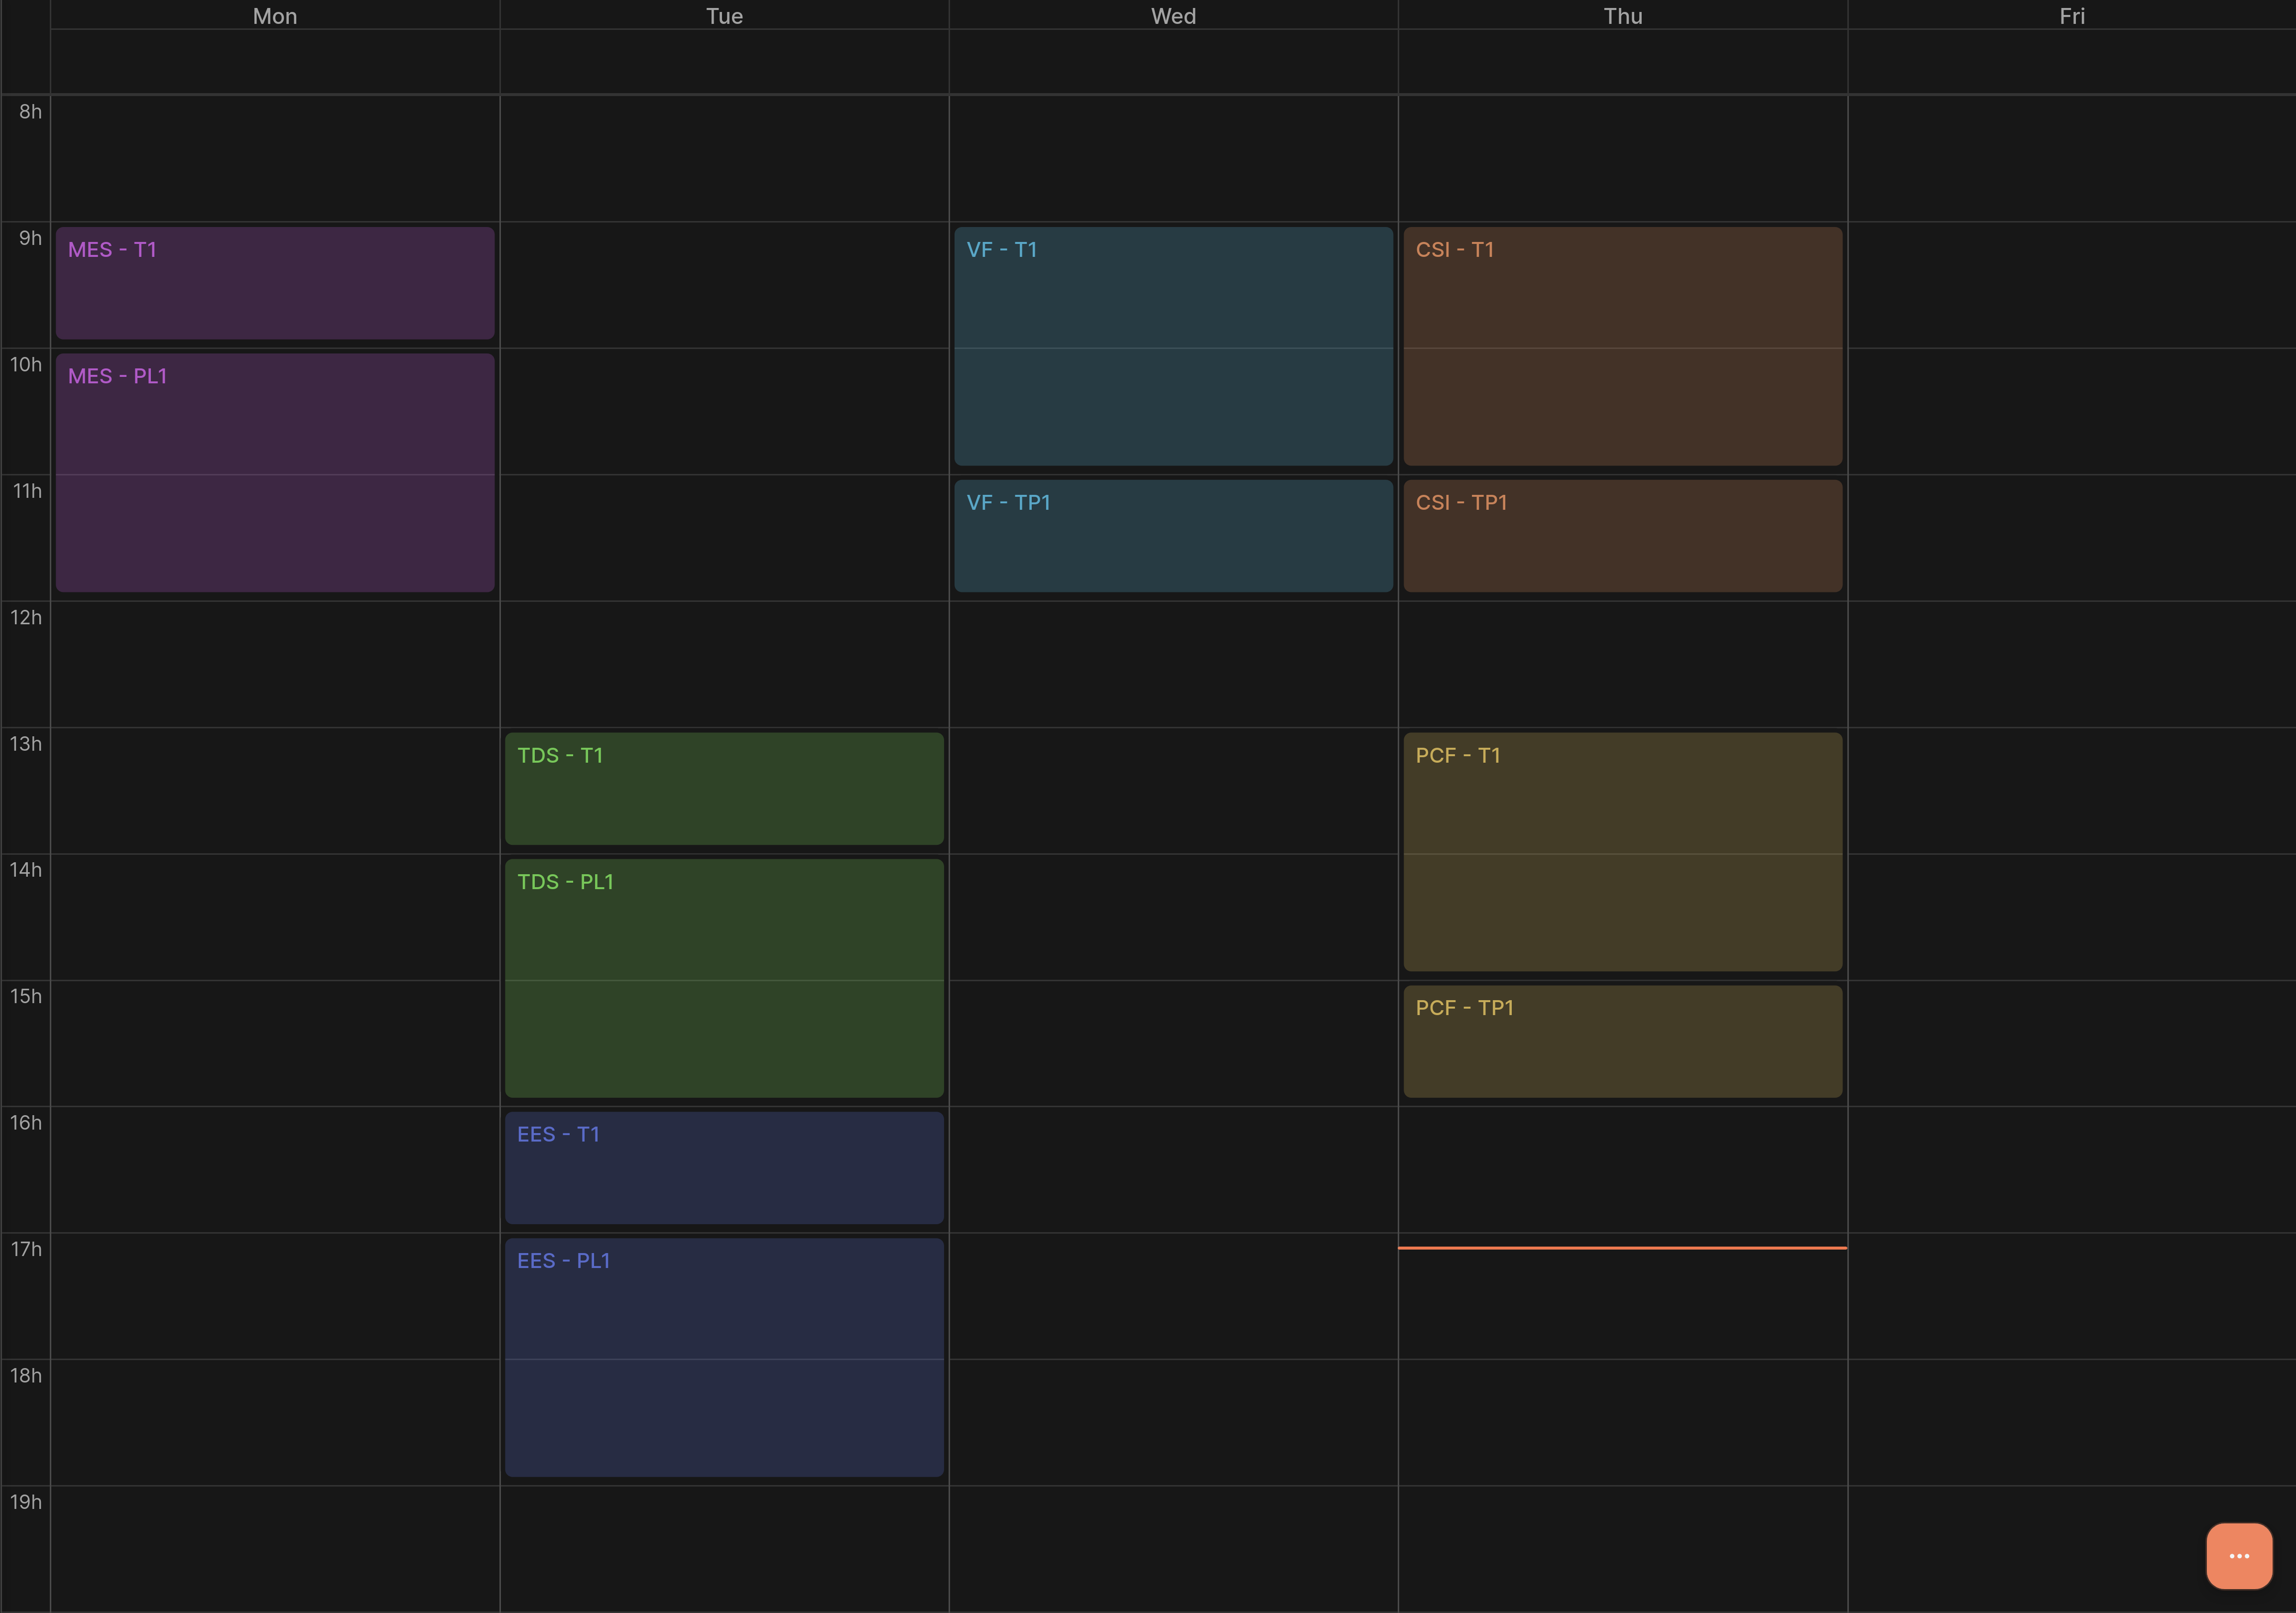 Mon Tue Wed Thu Fri
8h
9h
MES - T1
VF - T1
CSI - T1
10h
MES - PL1
11h
VF - TP1
CSI - TP1
12h
13h
TDS - T1
PCF - T1
14h
TDS - PL1
15h
PCF - TP1
16h
EES - T1
17h
EES - PL1
18h
19h